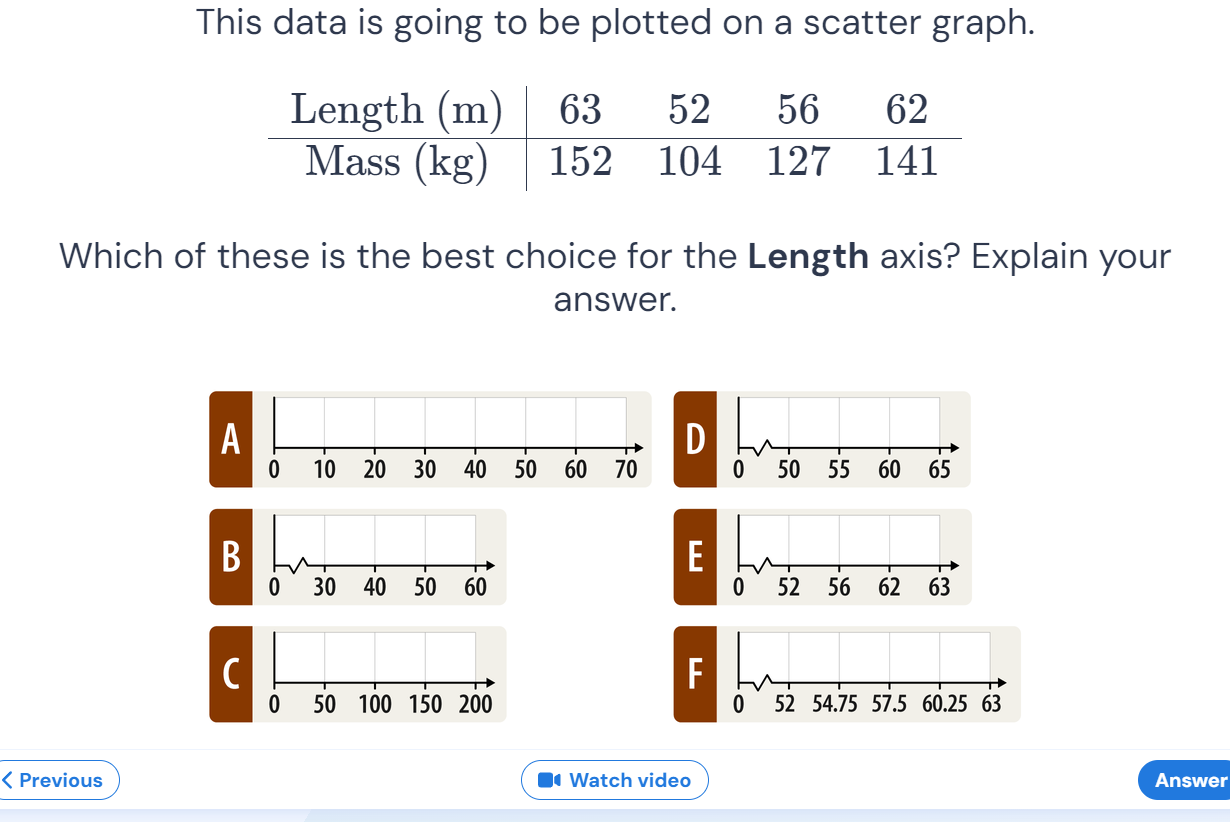 This data is going to be plotted on a scatter graph.
Length (m) 63 52 56 62
Mass (kg) 152 104 127 141
Which of these is the best choice for the Length axis? Explain your
answer.
A
0 10 20 30 40 50 60 70
D
0 50 55 60 65
B
0 30 40 50 60
E
0 52 56 62 63
C
0 50 100 150 200
F
0 52 54.75 57.5 60.25 63
Previous
Watch video
Answer